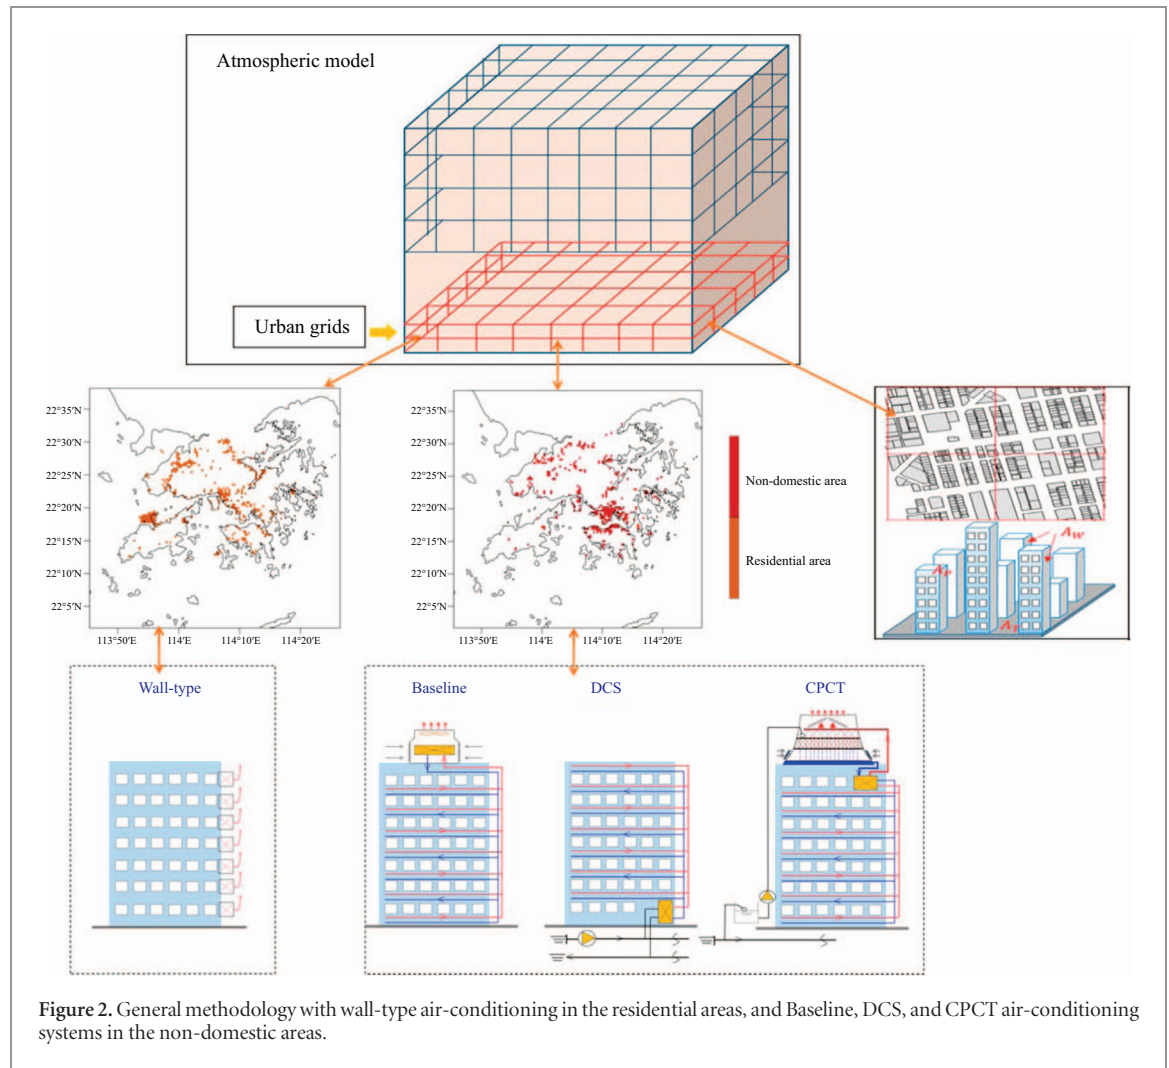 Atmospheric model
Urban grids
22°35′N
22°30′N
22°25′N
22°20′N
22°15′N
22°10′N
22°5′N
113°50′E 114°E 114°10′E 114°20′E
22°35′N
22°30′N
22°25′N
22°20′N
22°15′N
22°10′N
22°5′N
113°50′E 114°E 114°10′E 114°20′E
Non-domestic area
Residential area
A_W
A_P
A_T
Wall-type
Baseline DCS CPCT
Figure 2. General methodology with wall-type air-conditioning in the residential areas, and Baseline, DCS, and CPCT air-conditioning
systems in the non-domestic areas.